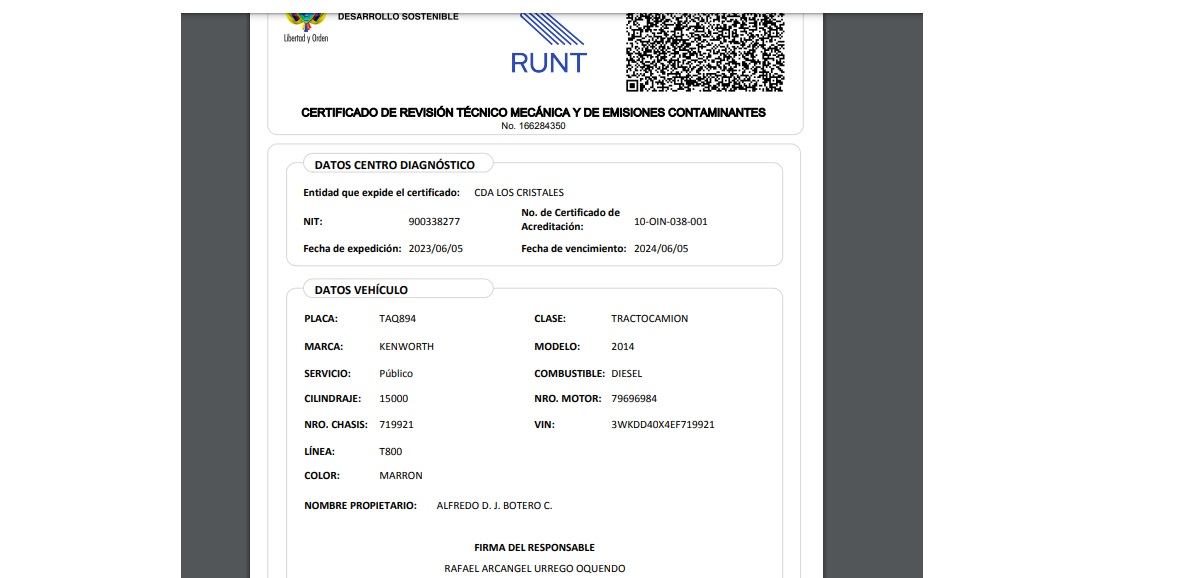 DESARROLLO SOSTENIBLE
Libertad y Orden
RUNT
CERTIFICADO DE REVISIÓN TÉCNICO MECÁNICA Y DE EMISIONES CONTAMINANTES
No. 166284350
DATOS CENTRO DIAGNÓSTICO
Entidad que expide el certificado: CDA LOS CRISTALES
NIT: 900338277 No. de Certificado de Acreditación: 10-OIN-038-001
Fecha de expedición: 2023/06/05 Fecha de vencimiento: 2024/06/05
DATOS VEHÍCULO
PLACA: TAQ894 CLASE: TRACTOCAMION
MARCA: KENWORTH MODELO: 2014
SERVICIO: Público COMBUSTIBLE: DIESEL
CILINDRAJE: 15000 NRO. MOTOR: 79696984
NRO. CHASIS: 719921 VIN: 3WKDD40X4EF719921
LÍNEA: T800
COLOR: MARRON
NOMBRE PROPIETARIO: ALFREDO D. J. BOTERO C.
FIRMA DEL RESPONSABLE
RAFAEL ARCANGEL URREGO OQUENDO